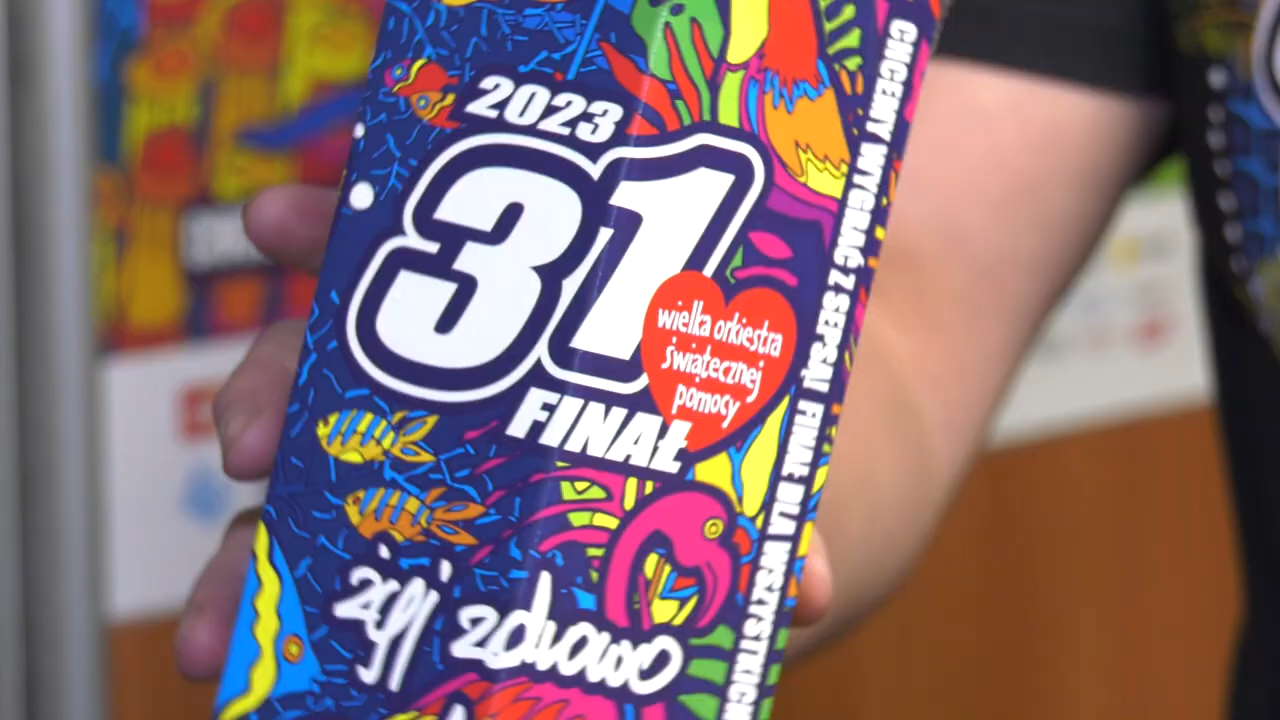 2023
31
FINAŁ
wielka orkiestra
świątecznej
pomocy
żyj zdrowo
CHCEMY WYGRAĆ Z SEPSĄ! FINAŁ DLA WSZYSTKICH